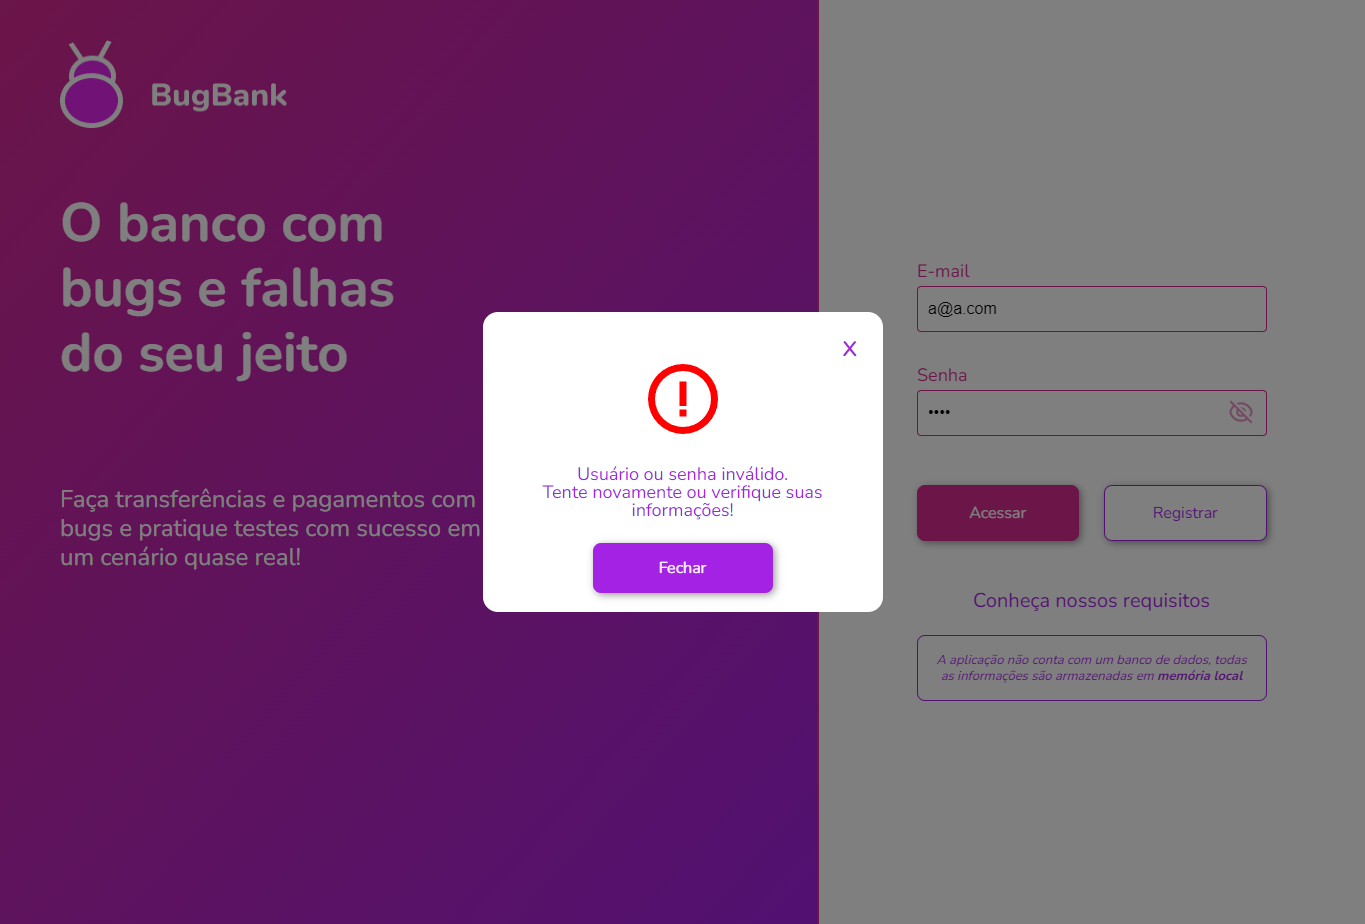 BugBank
O banco com
bugs e falhas
do seu jeito
Faça transferências e pagamentos com
bugs e pratique testes com sucesso em
um cenário quase real!
X
Usuário ou senha inválido.
Tente novamente ou verifique suas
informações!
Fechar
E-mail
a@a.com
Senha
••••
Acessar
Registrar
Conheça nossos requisitos
A aplicação não conta com um banco de dados, todas
as informações são armazenadas em memória local